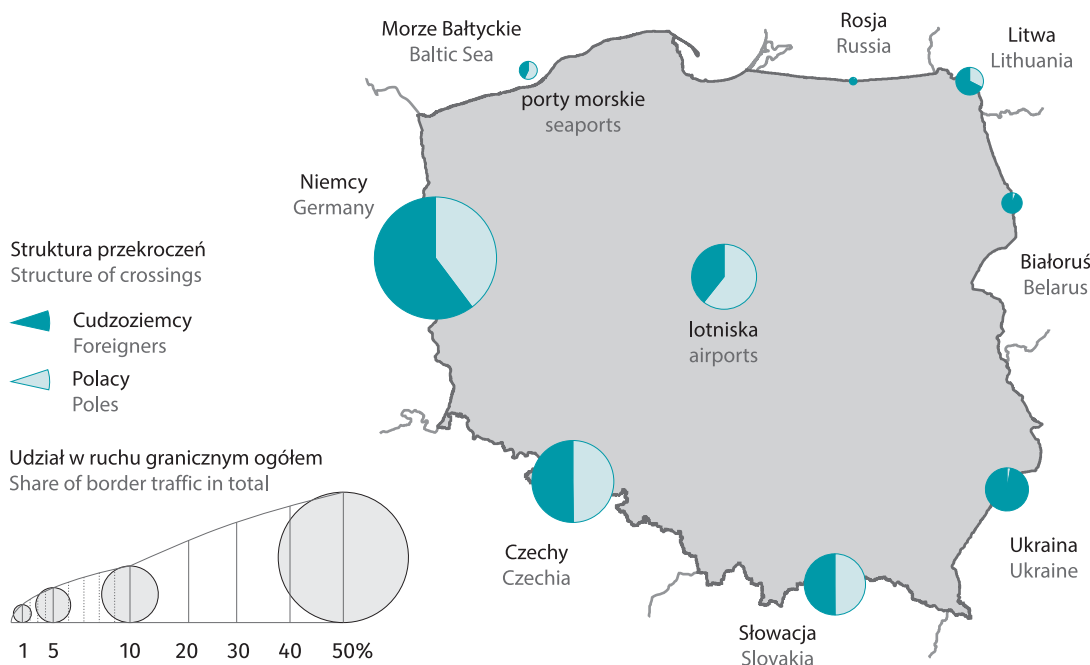 Morze Bałtyckie
Baltic Sea
porty morskie
seaports
Rosja
Russia
Litwa
Lithuania
Niemcy
Germany
Białoruś
Belarus
lotniska
airports
Struktura przekroczeń
Structure of crossings
Cudzoziemcy
Foreigners
Polacy
Poles
Udział w ruchu granicznym ogółem
Share of border traffic in total
1 5 10 20 30 40 50%
Czechy
Czechia
Słowacja
Slovakia
Ukraina
Ukraine